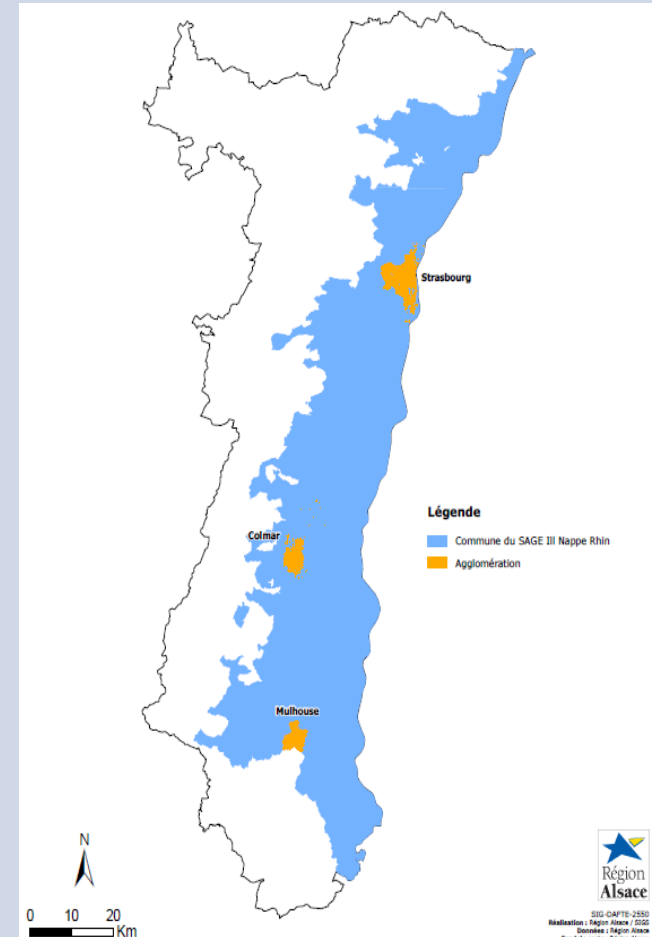 Strasbourg
Légende
Colmar
Commune du SAGE Ill Nappe Rhin
Agglomération
Mulhouse
N
0 10 20
Km
Région
Alsace
SIG-DAFTE-2550
Réalisation : Région Alsace / SIGS
Données : Région Alsace